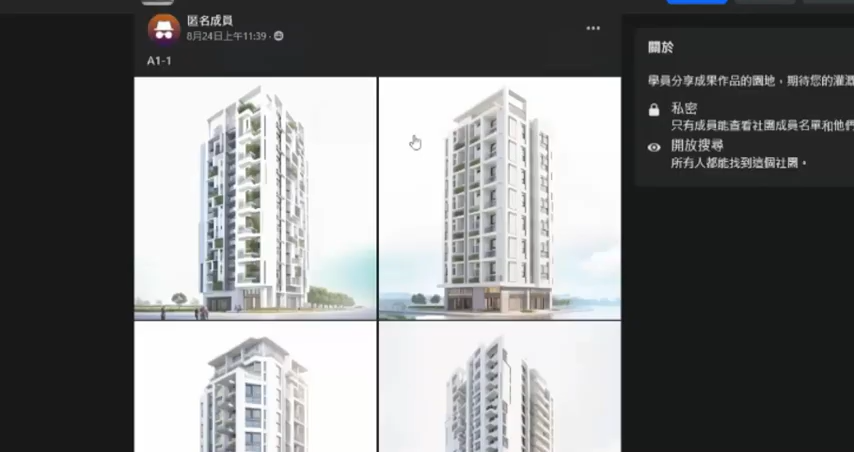 匿名成員
8月24日上午11:39 ·
A1-1
關於
學員分享成果作品的園地，期待您的灌溉
私密
只有成員能查看社團成員名單和他們
開放搜尋
所有人都能找到這個社團。